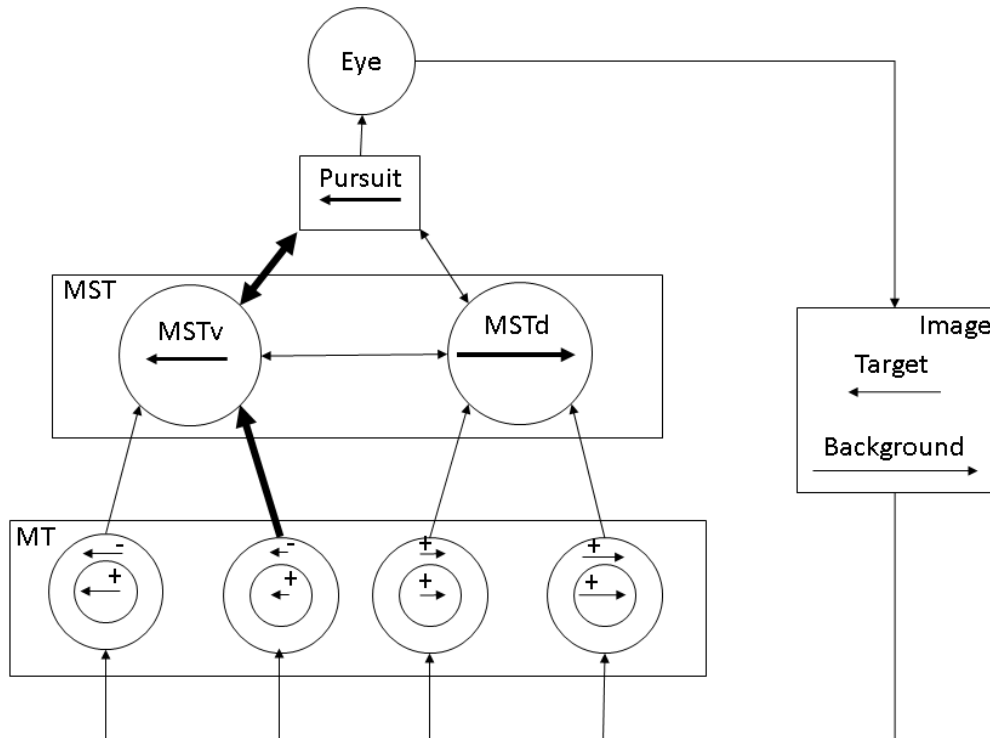 Eye
Pursuit
MST
MSTv
MSTd
Image
Target
Background
MT
- - + +
+ + + +